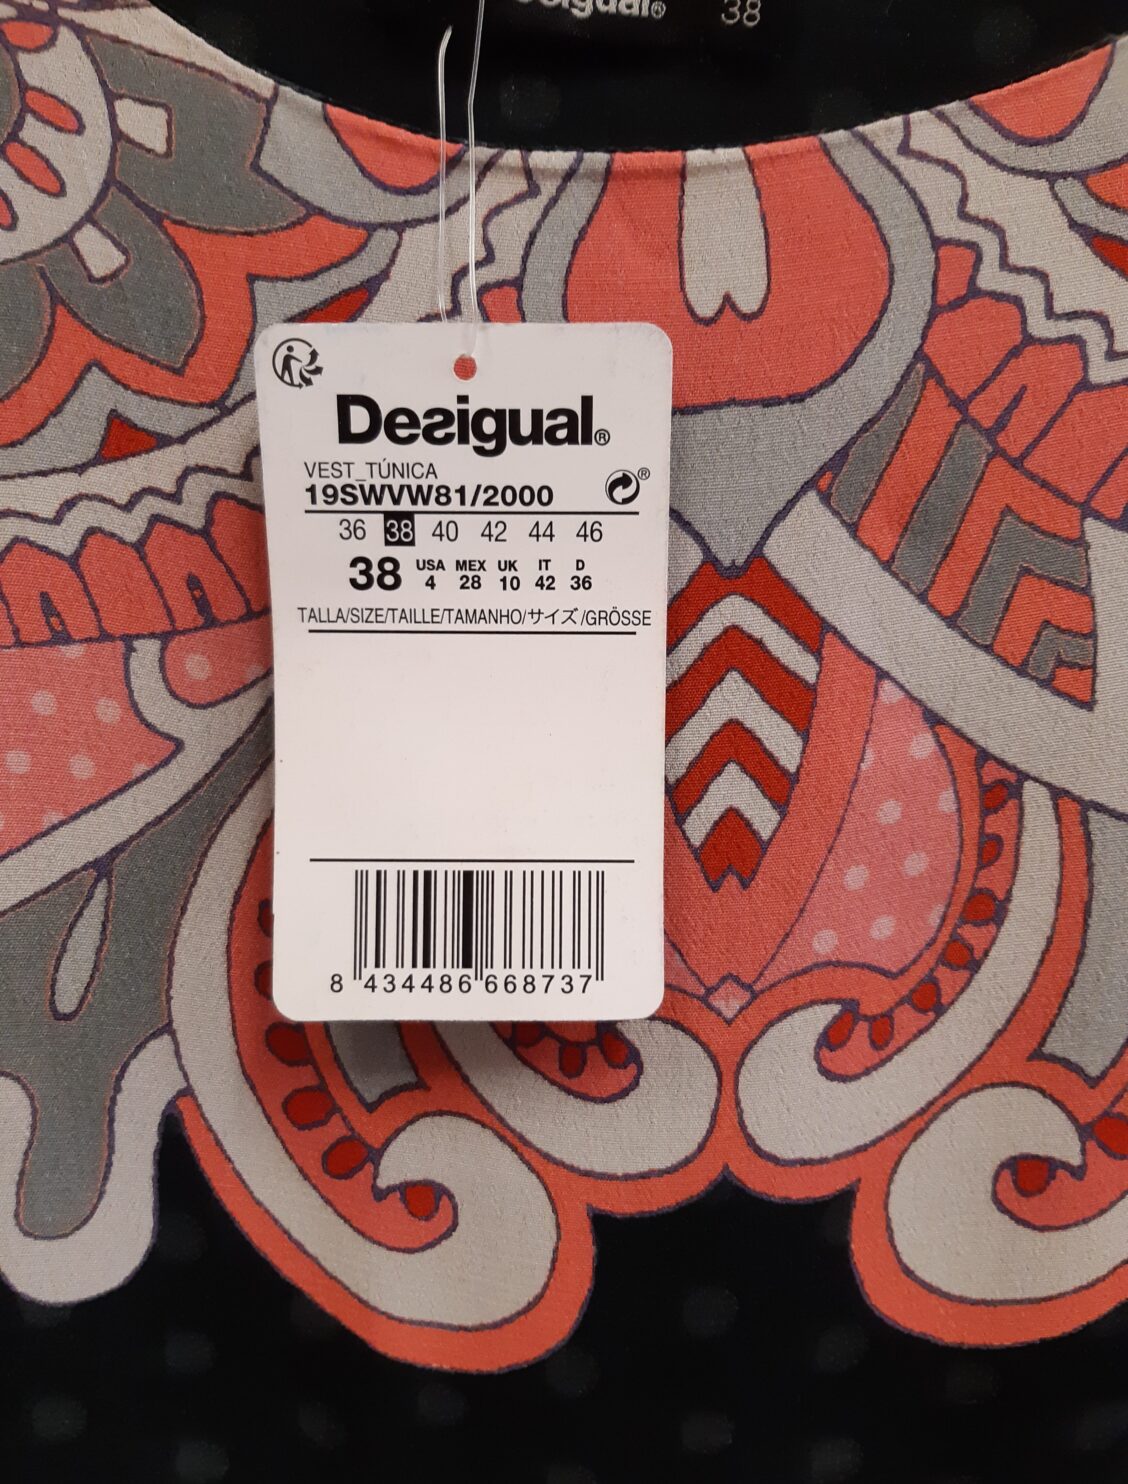 Desigual® 38
Desigual®
VEST_TÚNICA
19SWVW81/2000
®
36 38 40 42 44 46
38 USA 4 MEX 28 UK 10 IT 42 D 36
TALLA/SIZE/TAILLE/TAMANHO/サイズ/GRÖSSE
8 434486 668737